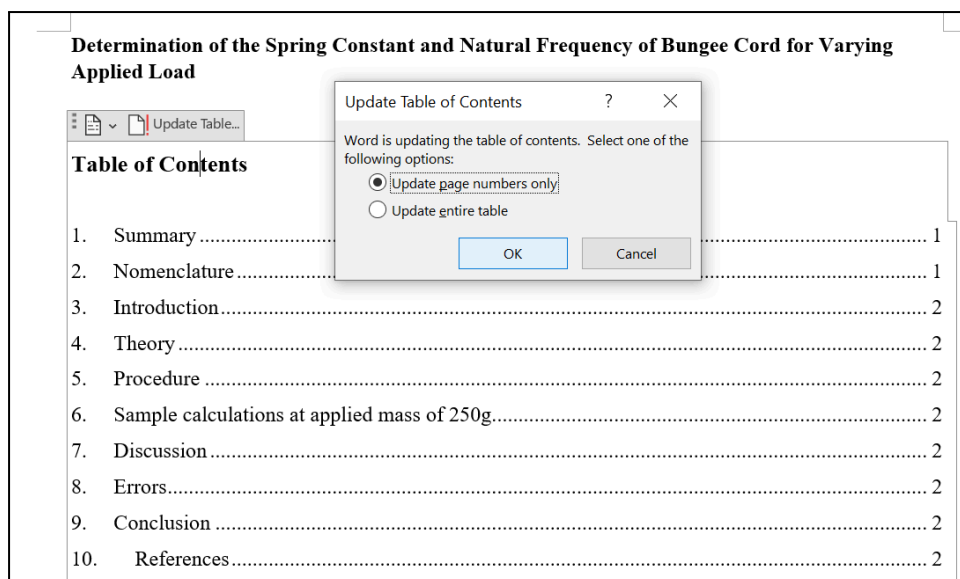 Determination of the Spring Constant and Natural Frequency of Bungee Cord for Varying
Applied Load
Update Table...
Update Table of Contents ?
Word is updating the table of contents. Select one of the
following options:
Update page numbers only
Update entire table
OK Cancel
Table of Contents
1. Summary ........................ 1
2. Nomenclature ........................ 1
3. Introduction ........................ 2
4. Theory ........................ 2
5. Procedure ........................ 2
6. Sample calculations at applied mass of 250g ........................ 2
7. Discussion ........................ 2
8. Errors ........................ 2
9. Conclusion ........................ 2
10. References ........................ 2